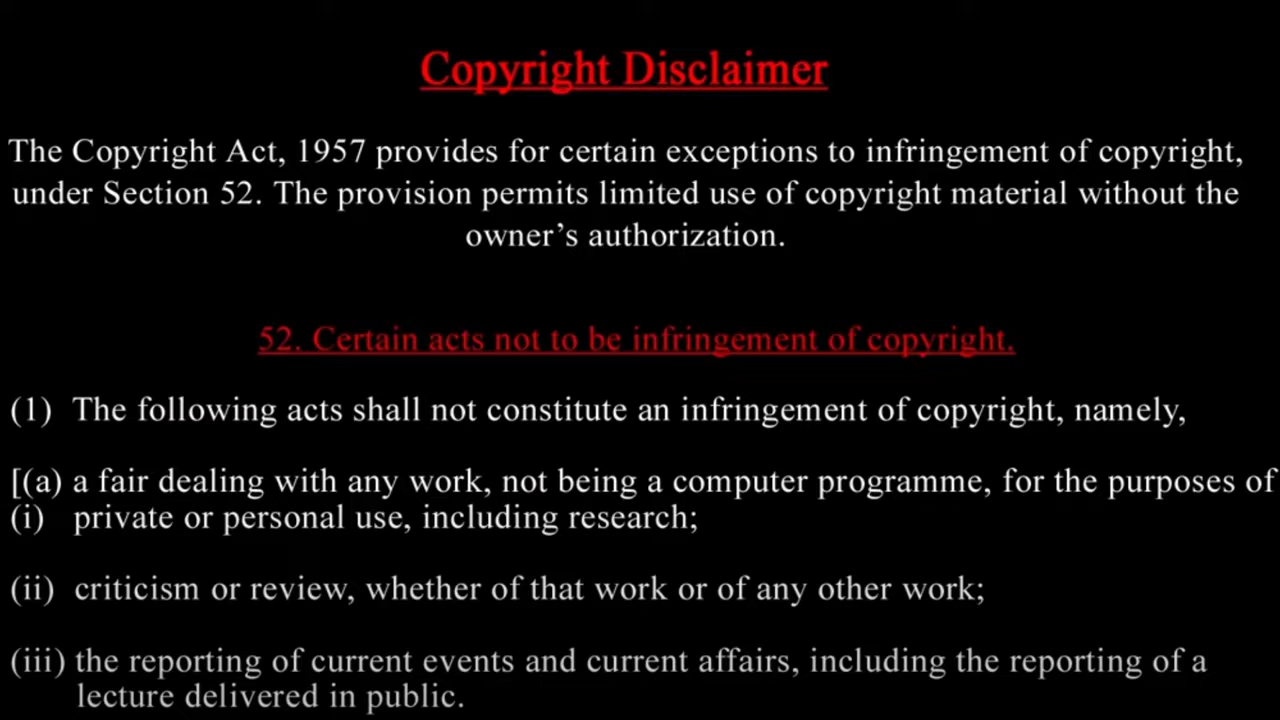 Copyright Disclaimer
The Copyright Act, 1957 provides for certain exceptions to infringement of copyright,
under Section 52. The provision permits limited use of copyright material without the
owner’s authorization.
52. Certain acts not to be infringement of copyright.
(1) The following acts shall not constitute an infringement of copyright, namely,
[(a) a fair dealing with any work, not being a computer programme, for the purposes of
(i) private or personal use, including research;
(ii) criticism or review, whether of that work or of any other work;
(iii) the reporting of current events and current affairs, including the reporting of a
lecture delivered in public.